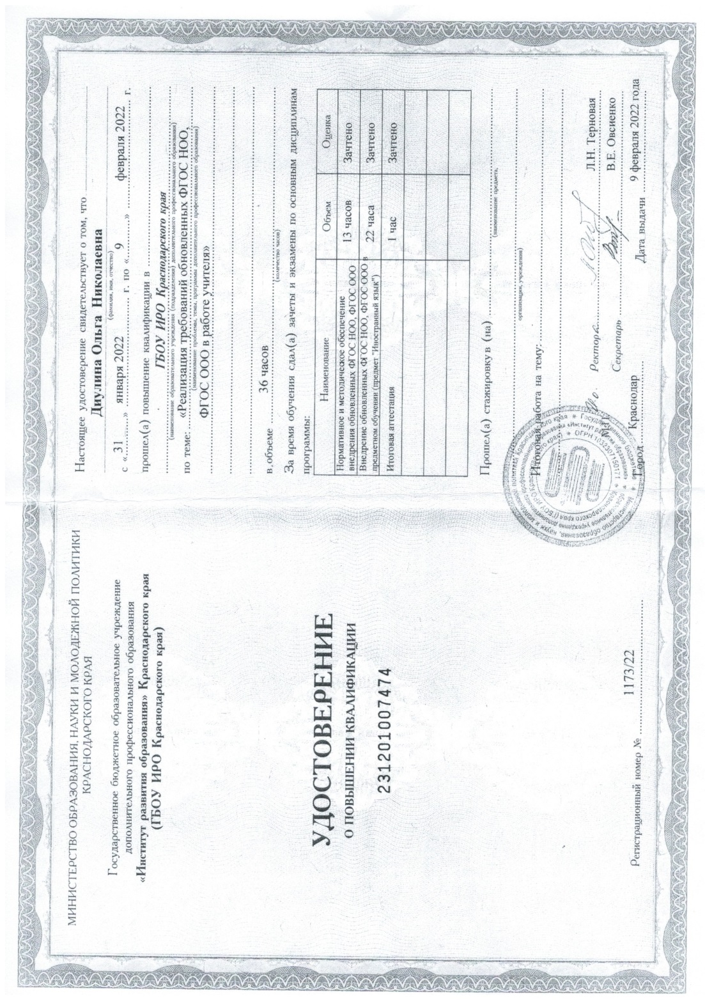 МИНИСТЕРСТВО ОБРАЗОВАНИЯ, НАУКИ И МОЛОДЕЖНОЙ ПОЛИТИКИ
КРАСНОДАРСКОГО КРАЯ
Государственное бюджетное образовательное учреждение
дополнительного профессионального образования
«Институт развития образования» Краснодарского края
(ГБОУ ИРО Краснодарского края)
УДОСТОВЕРЕНИЕ
О ПОВЫШЕНИИ КВАЛИФИКАЦИИ
231201007474
Регистрационный номер № 1173/22
Настоящее удостоверение свидетельствует о том, что
Диулина Ольга Николаевна
(фамилия, имя, отчество)
с « 31 » января 2022 г. по « 9 » февраля 2022 г.
прошел(а) повышение квалификации в
ГБОУ ИРО Краснодарского края
(наименование образовательного учреждения (подразделения) дополнительного профессионального образования)
по теме: «Реализация требований обновленных ФГОС НОО,
(наименование проблемы, темы, программы дополнительного профессионального образования)
ФГОС ООО в работе учителя»
в объеме 36 часов
(количество часов)
За время обучения сдал(а) зачеты и экзамены по основным дисциплинам
программы:
Наименование Объем Оценка
Нормативное и методическое обеспечение
внедрения обновленных ФГОС НОО, ФГОС ООО 13 часов Зачтено
Внедрение обновленных ФГОС НОО, ФГОС ООО в
предметном обучении (предмет "Иностранный язык") 22 часа Зачтено
Итоговая аттестация 1 час Зачтено
Прошел(а) стажировку в (на)
(наименование предмета,
организации, учреждения)
Итоговая работа на тему:
Ректор Л.Н. Терновая
Секретарь В.Е. Овсиенко
Город Краснодар Дата выдачи 9 февраля 2022 года